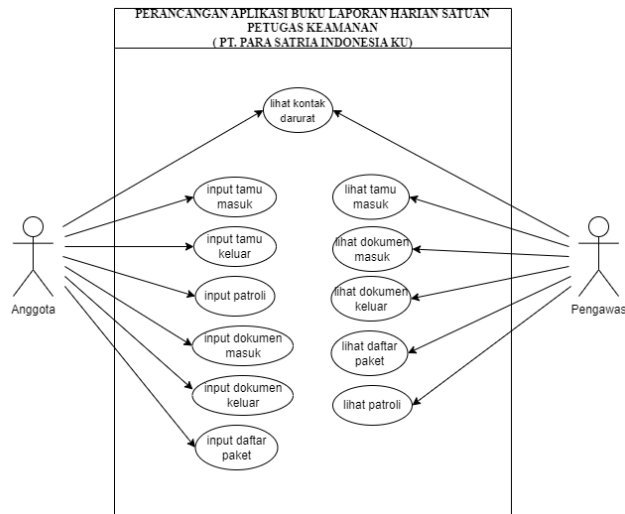 PERANCANGAN APLIKASI BUKU LAPORAN HARIAN SATUAN
PETUGAS KEAMANAN
( PT. PARA SATRIA INDONESIA KU)
lihat kontak
darurat
input tamu
masuk
lihat tamu
masuk
input tamu
keluar
lihat dokumen
masuk
input patroli
lihat dokumen
keluar
Anggota
Pengawas
input dokumen
masuk
lihat daftar
paket
input dokumen
keluar
lihat patroli
input daftar
paket